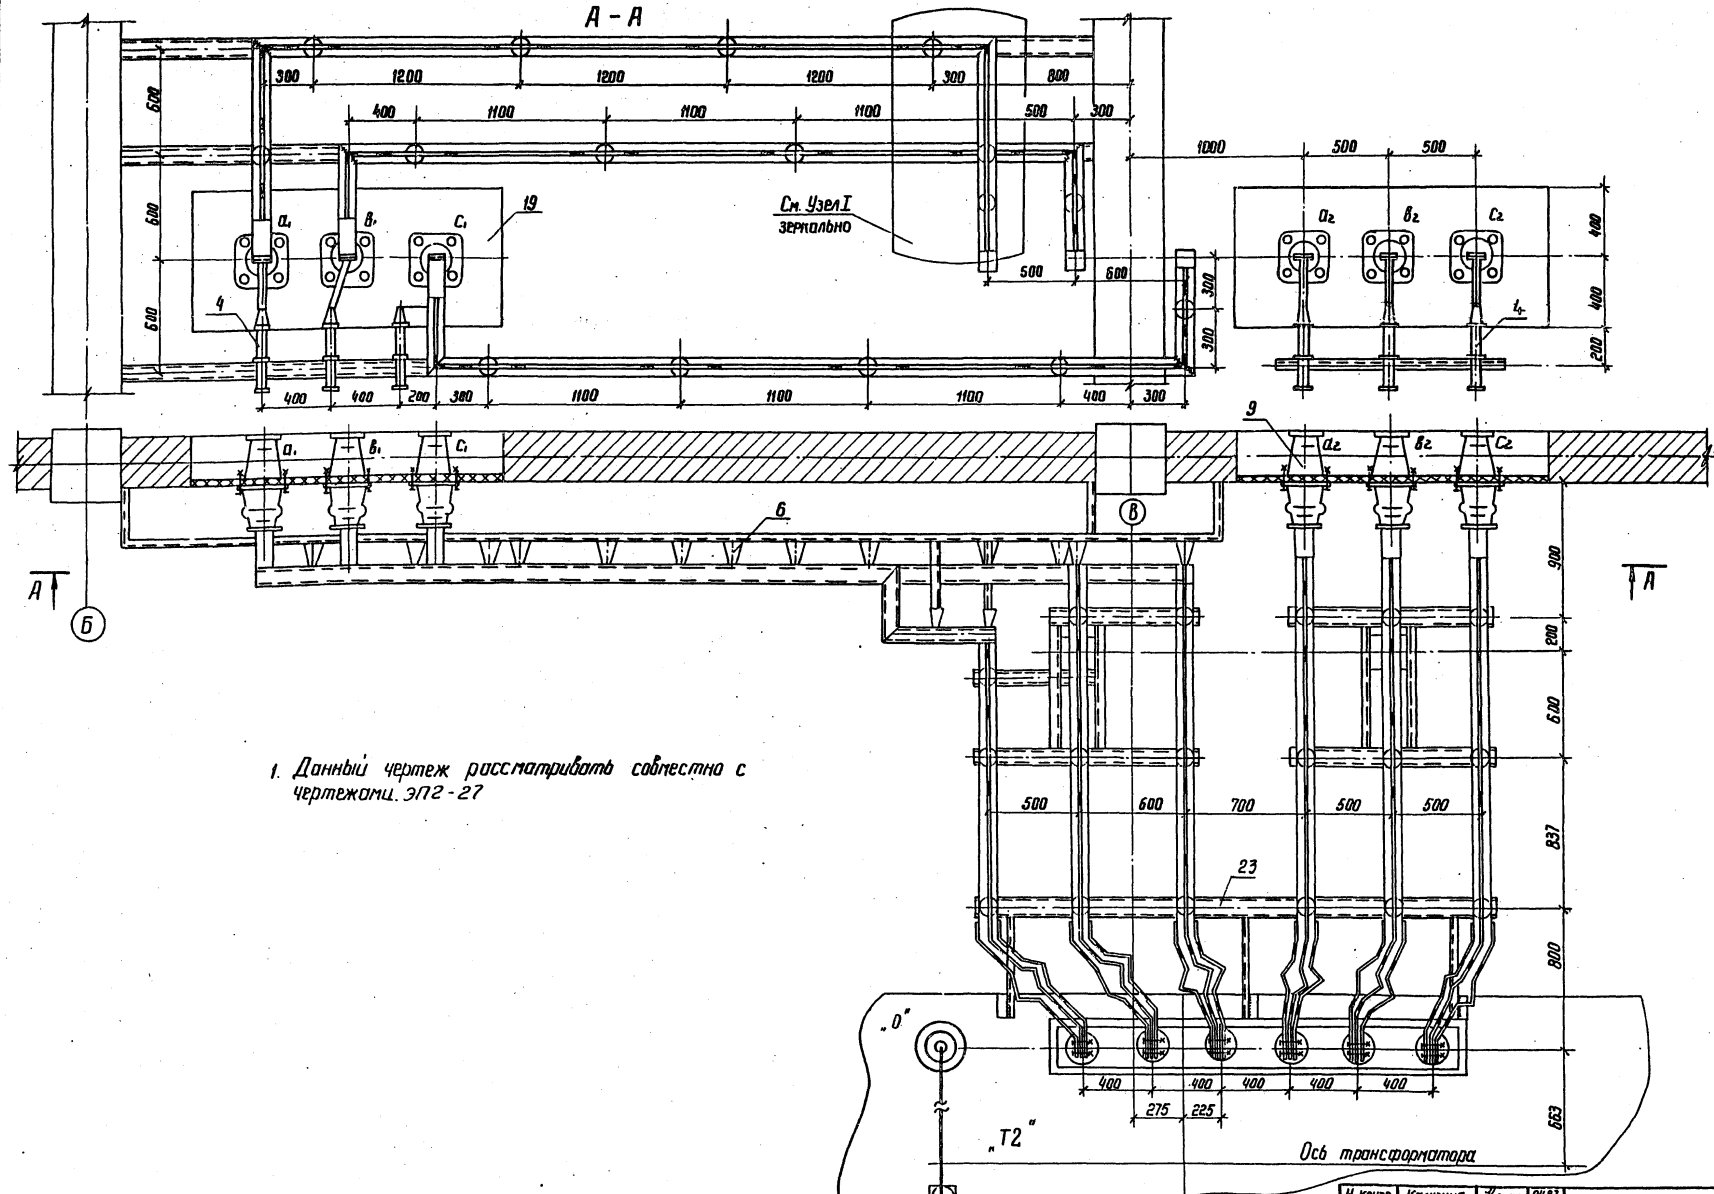 А - А
300 1200 1200 1200 300 800
600
400 1100 1100 1100 500 300
1000 500 500
19
См. Узел I
зеркально
600
а₁ в₁ с₁
а₂ в₂ с₂
400
500 600
300
4
600
400
300
200
400 400 200 300 1100 1100 1100 400 300
9
а₁ в₁ с₁
а₂ в₂ с₂
6
В
А
А
900
Б
200
600
1. Данный чертеж рассматривать совместно с
чертежами. ЭП2-27
500 600 700 500 500
837
23
800
„0"
400 400 400 400 400
275 225
663
„Т2"
Ось трансформатора